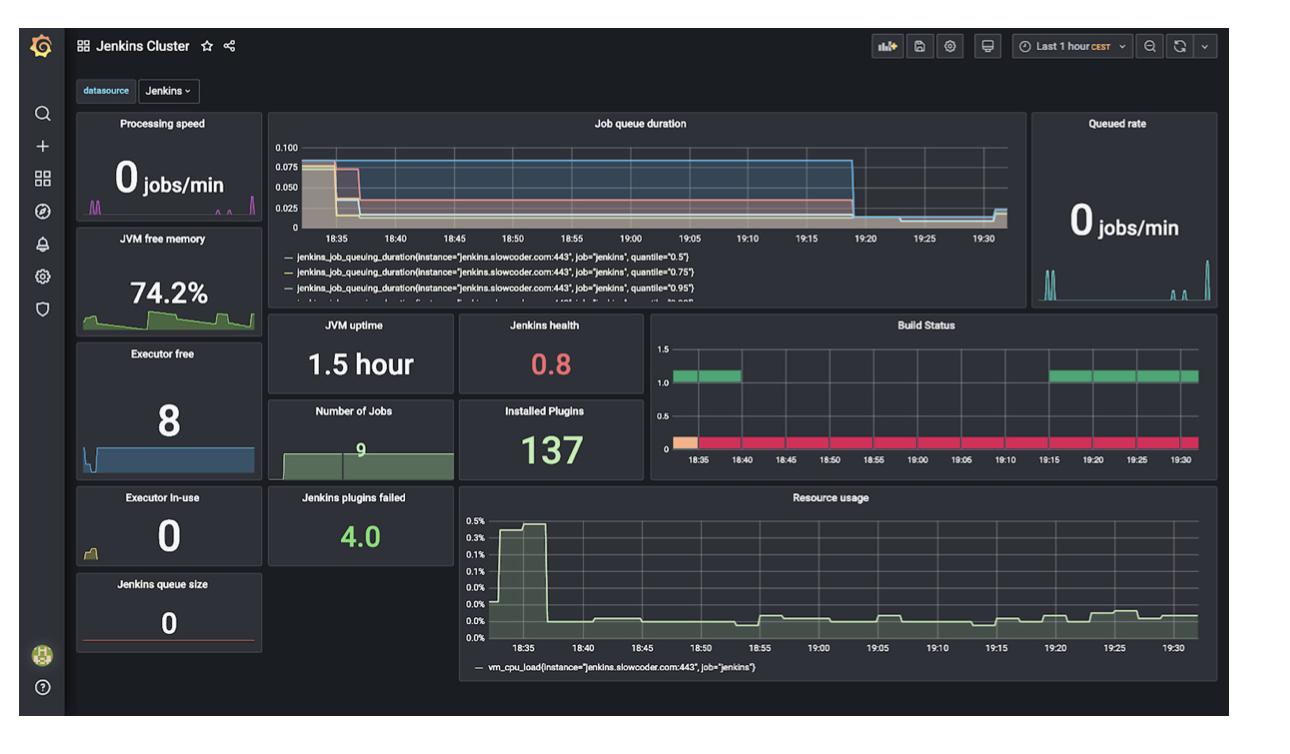 Jenkins Cluster
Last 1 hour CEST
datasource Jenkins
Processing speed
0 jobs/min
Job queue duration
0.100
0.075
0.050
0.025
0
18:35 18:40 18:45 18:50 18:55 19:00 19:05 19:10 19:15 19:20 19:25 19:30
jenkins_job_queuing_duration{instance="jenkins.slowcoder.com:443", job="jenkins", quantile="0.5"}
jenkins_job_queuing_duration{instance="jenkins.slowcoder.com:443", job="jenkins", quantile="0.75"}
jenkins_job_queuing_duration{instance="jenkins.slowcoder.com:443", job="jenkins", quantile="0.95"}
Queued rate
0 jobs/min
JVM free memory
74.2%
Executor free
8
JVM uptime
1.5 hour
Jenkins health
0.8
Number of Jobs
9
Installed Plugins
137
Build Status
1.5
1.0
0.5
0
18:35 18:40 18:45 18:50 18:55 19:00 19:05 19:10 19:15 19:20 19:25 19:30
Executor In-use
0
Jenkins plugins failed
4.0
Jenkins queue size
0
Resource usage
0.5%
0.3%
0.1%
0.1%
0.0%
0.0%
0.0%
0.0%
18:35 18:40 18:45 18:50 18:55 19:00 19:05 19:10 19:15 19:20 19:25 19:30
vm_cpu_load{instance="jenkins.slowcoder.com:443", job="jenkins"}